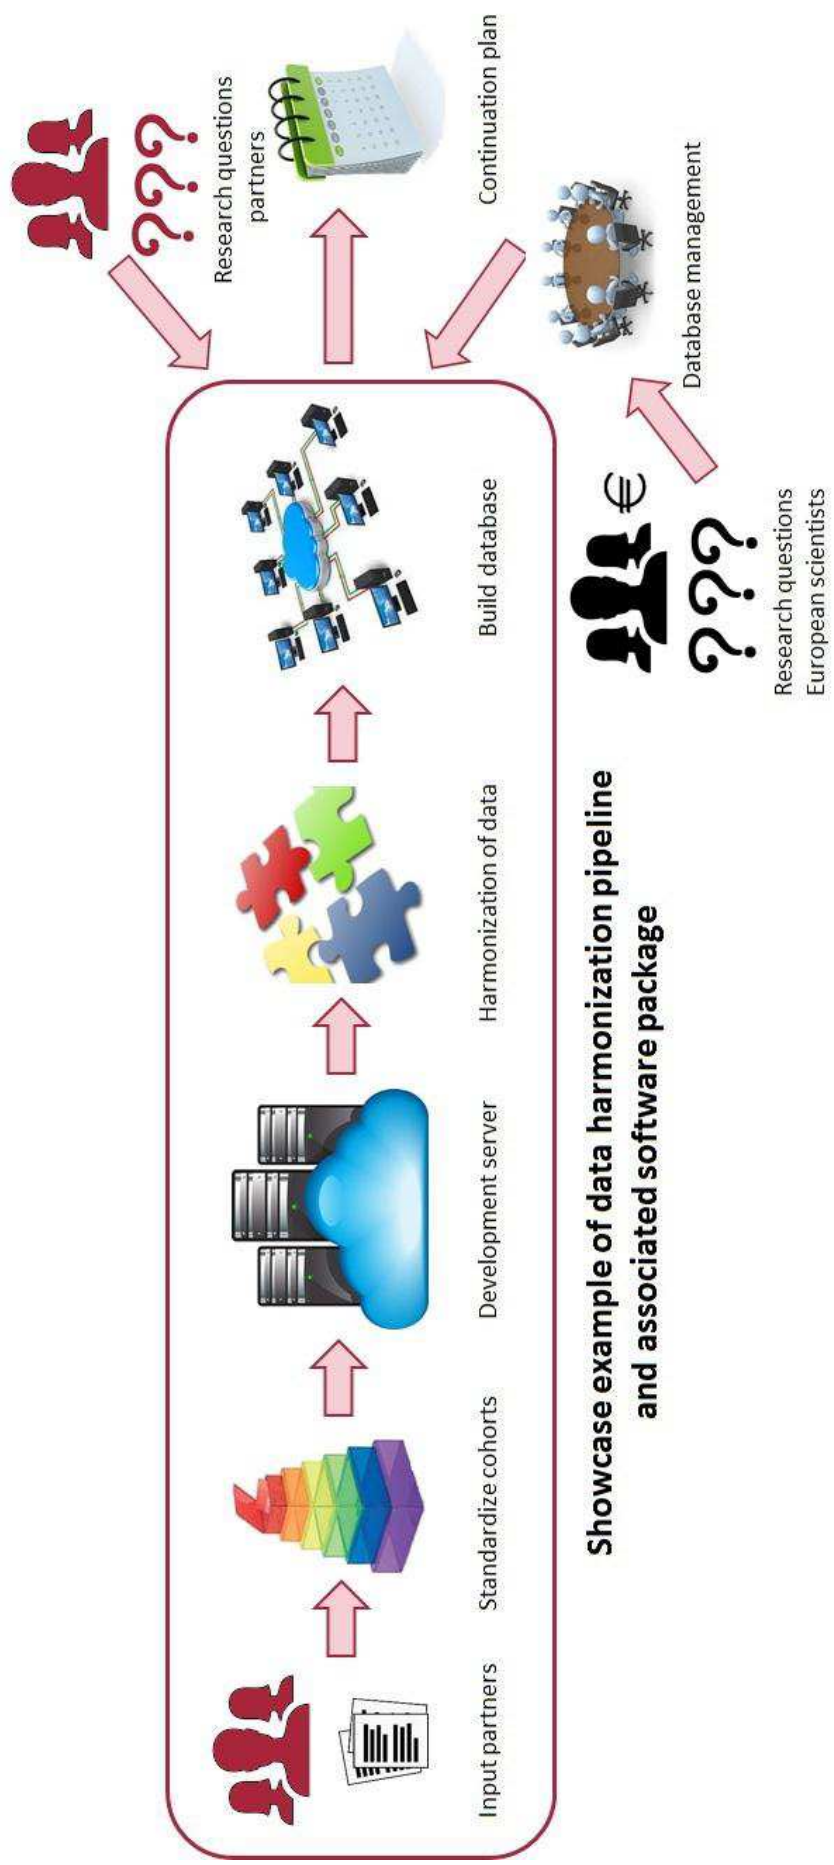 Input partners
Standardize cohorts
Development server
Harmonization of data
Build database
Research questions
partners
Continuation plan
Database management
???
???
€
Research questions
European scientists
Showcase example of data harmonization pipeline
and associated software package